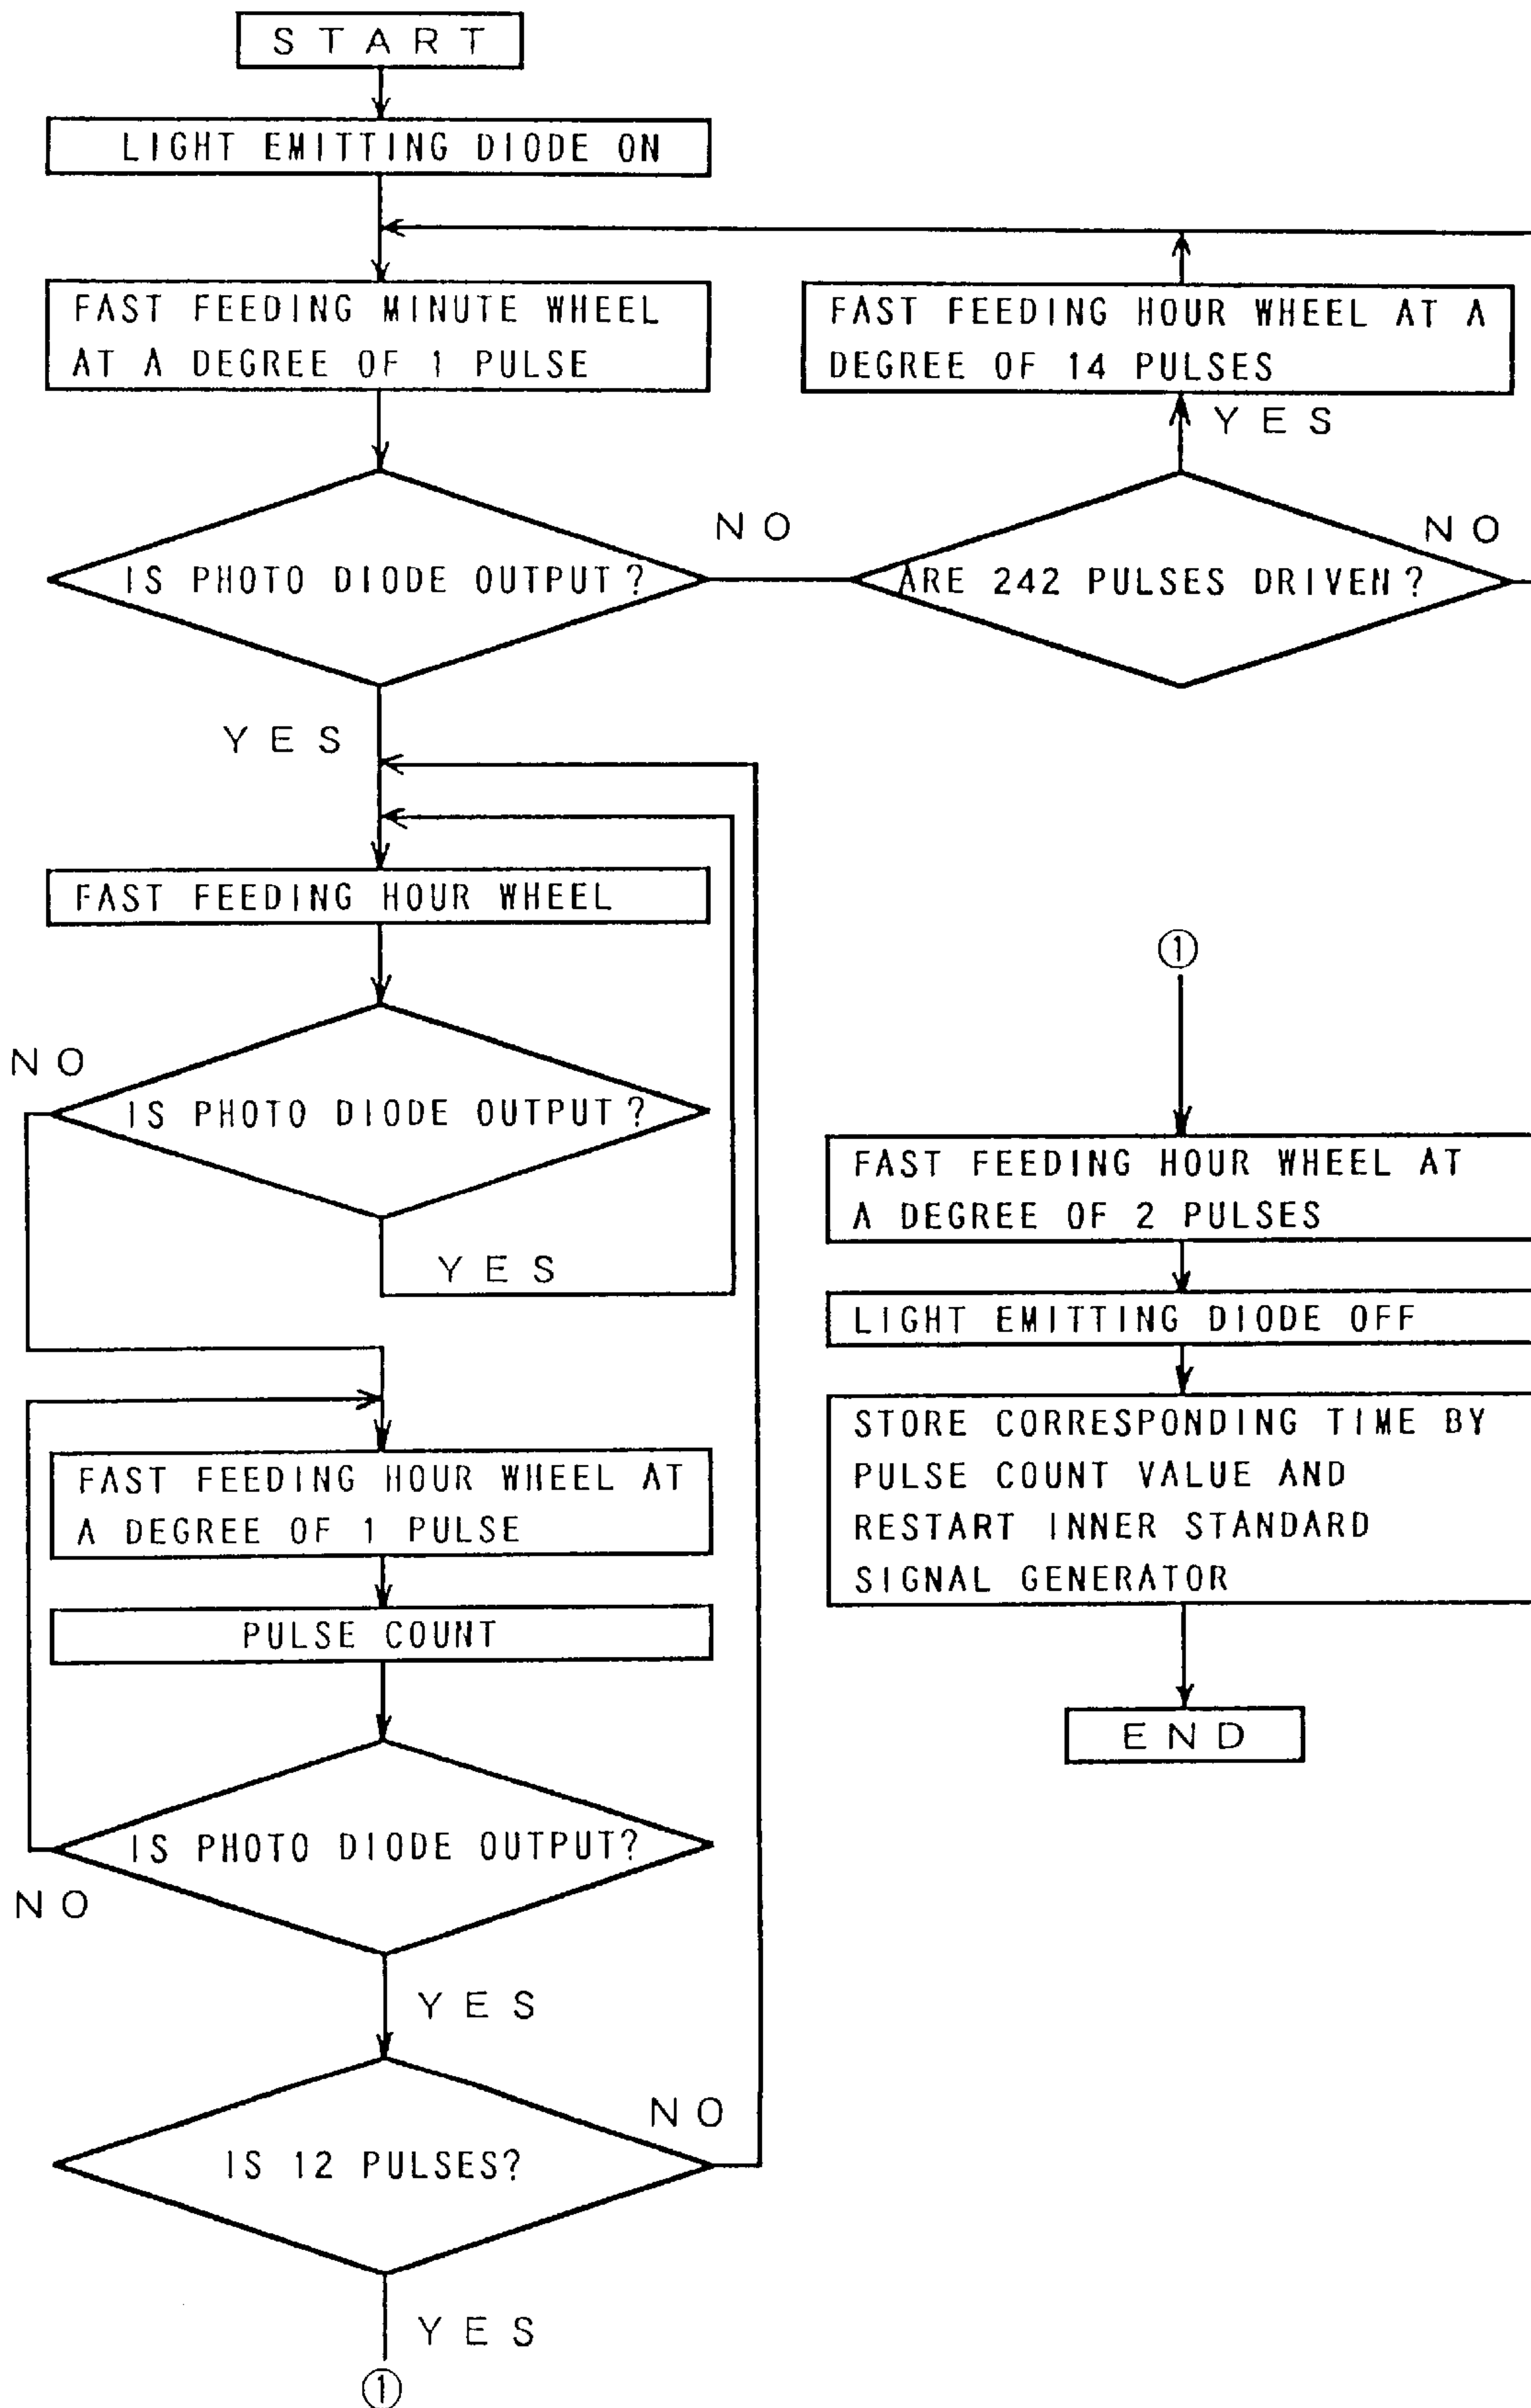 START
LIGHT EMITTING DIODE ON
FAST FEEDING MINUTE WHEEL
AT A DEGREE OF 1 PULSE
FAST FEEDING HOUR WHEEL AT A
DEGREE OF 14 PULSES
YES
IS PHOTO DIODE OUTPUT?
NO
ARE 242 PULSES DRIVEN?
NO
YES
FAST FEEDING HOUR WHEEL
NO
IS PHOTO DIODE OUTPUT?
YES
FAST FEEDING HOUR WHEEL AT
A DEGREE OF 1 PULSE
PULSE COUNT
IS PHOTO DIODE OUTPUT?
NO
YES
IS 12 PULSES?
NO
YES
①
①
FAST FEEDING HOUR WHEEL AT
A DEGREE OF 2 PULSES
LIGHT EMITTING DIODE OFF
STORE CORRESPONDING TIME BY
PULSE COUNT VALUE AND
RESTART INNER STANDARD
SIGNAL GENERATOR
END